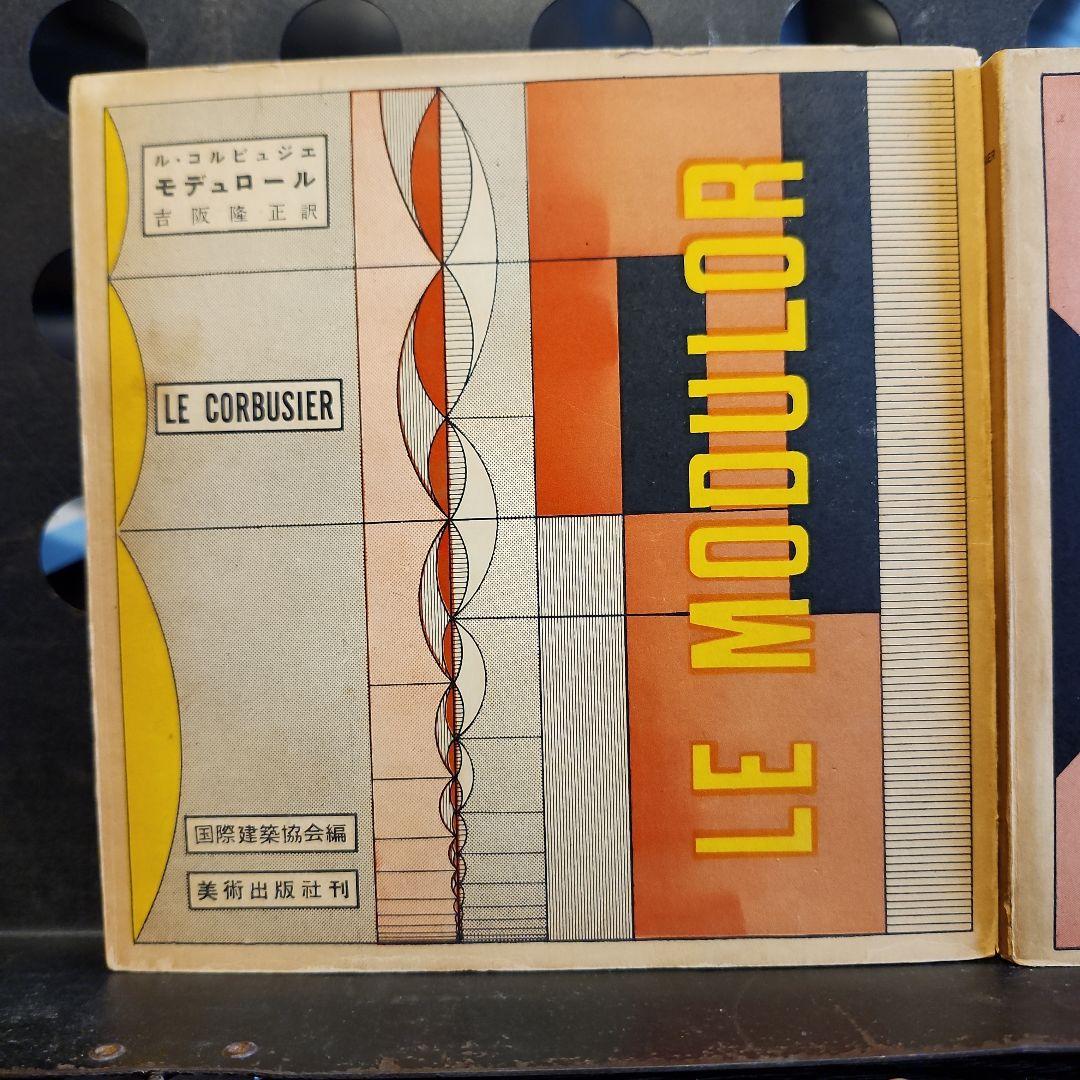 ル・コルビュジエ
モデュロール
吉阪隆正訳
LE CORBUSIER
LE MODULOR
国際建築協会編
美術出版社刊